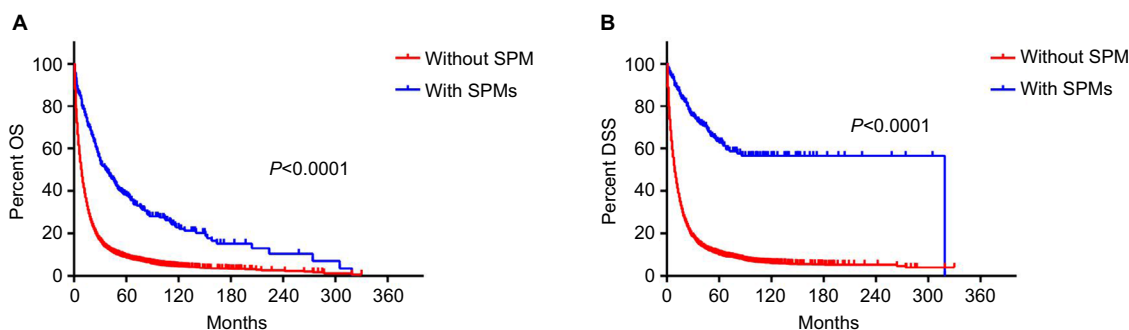 A
Percent OS
100
80
60
40
20
0
0 60 120 180 240 300 360
Months
Without SPM
With SPMs
P<0.0001
B
Percent DSS
100
80
60
40
20
0
0 60 120 180 240 300 360
Months
Without SPM
With SPMs
P<0.0001